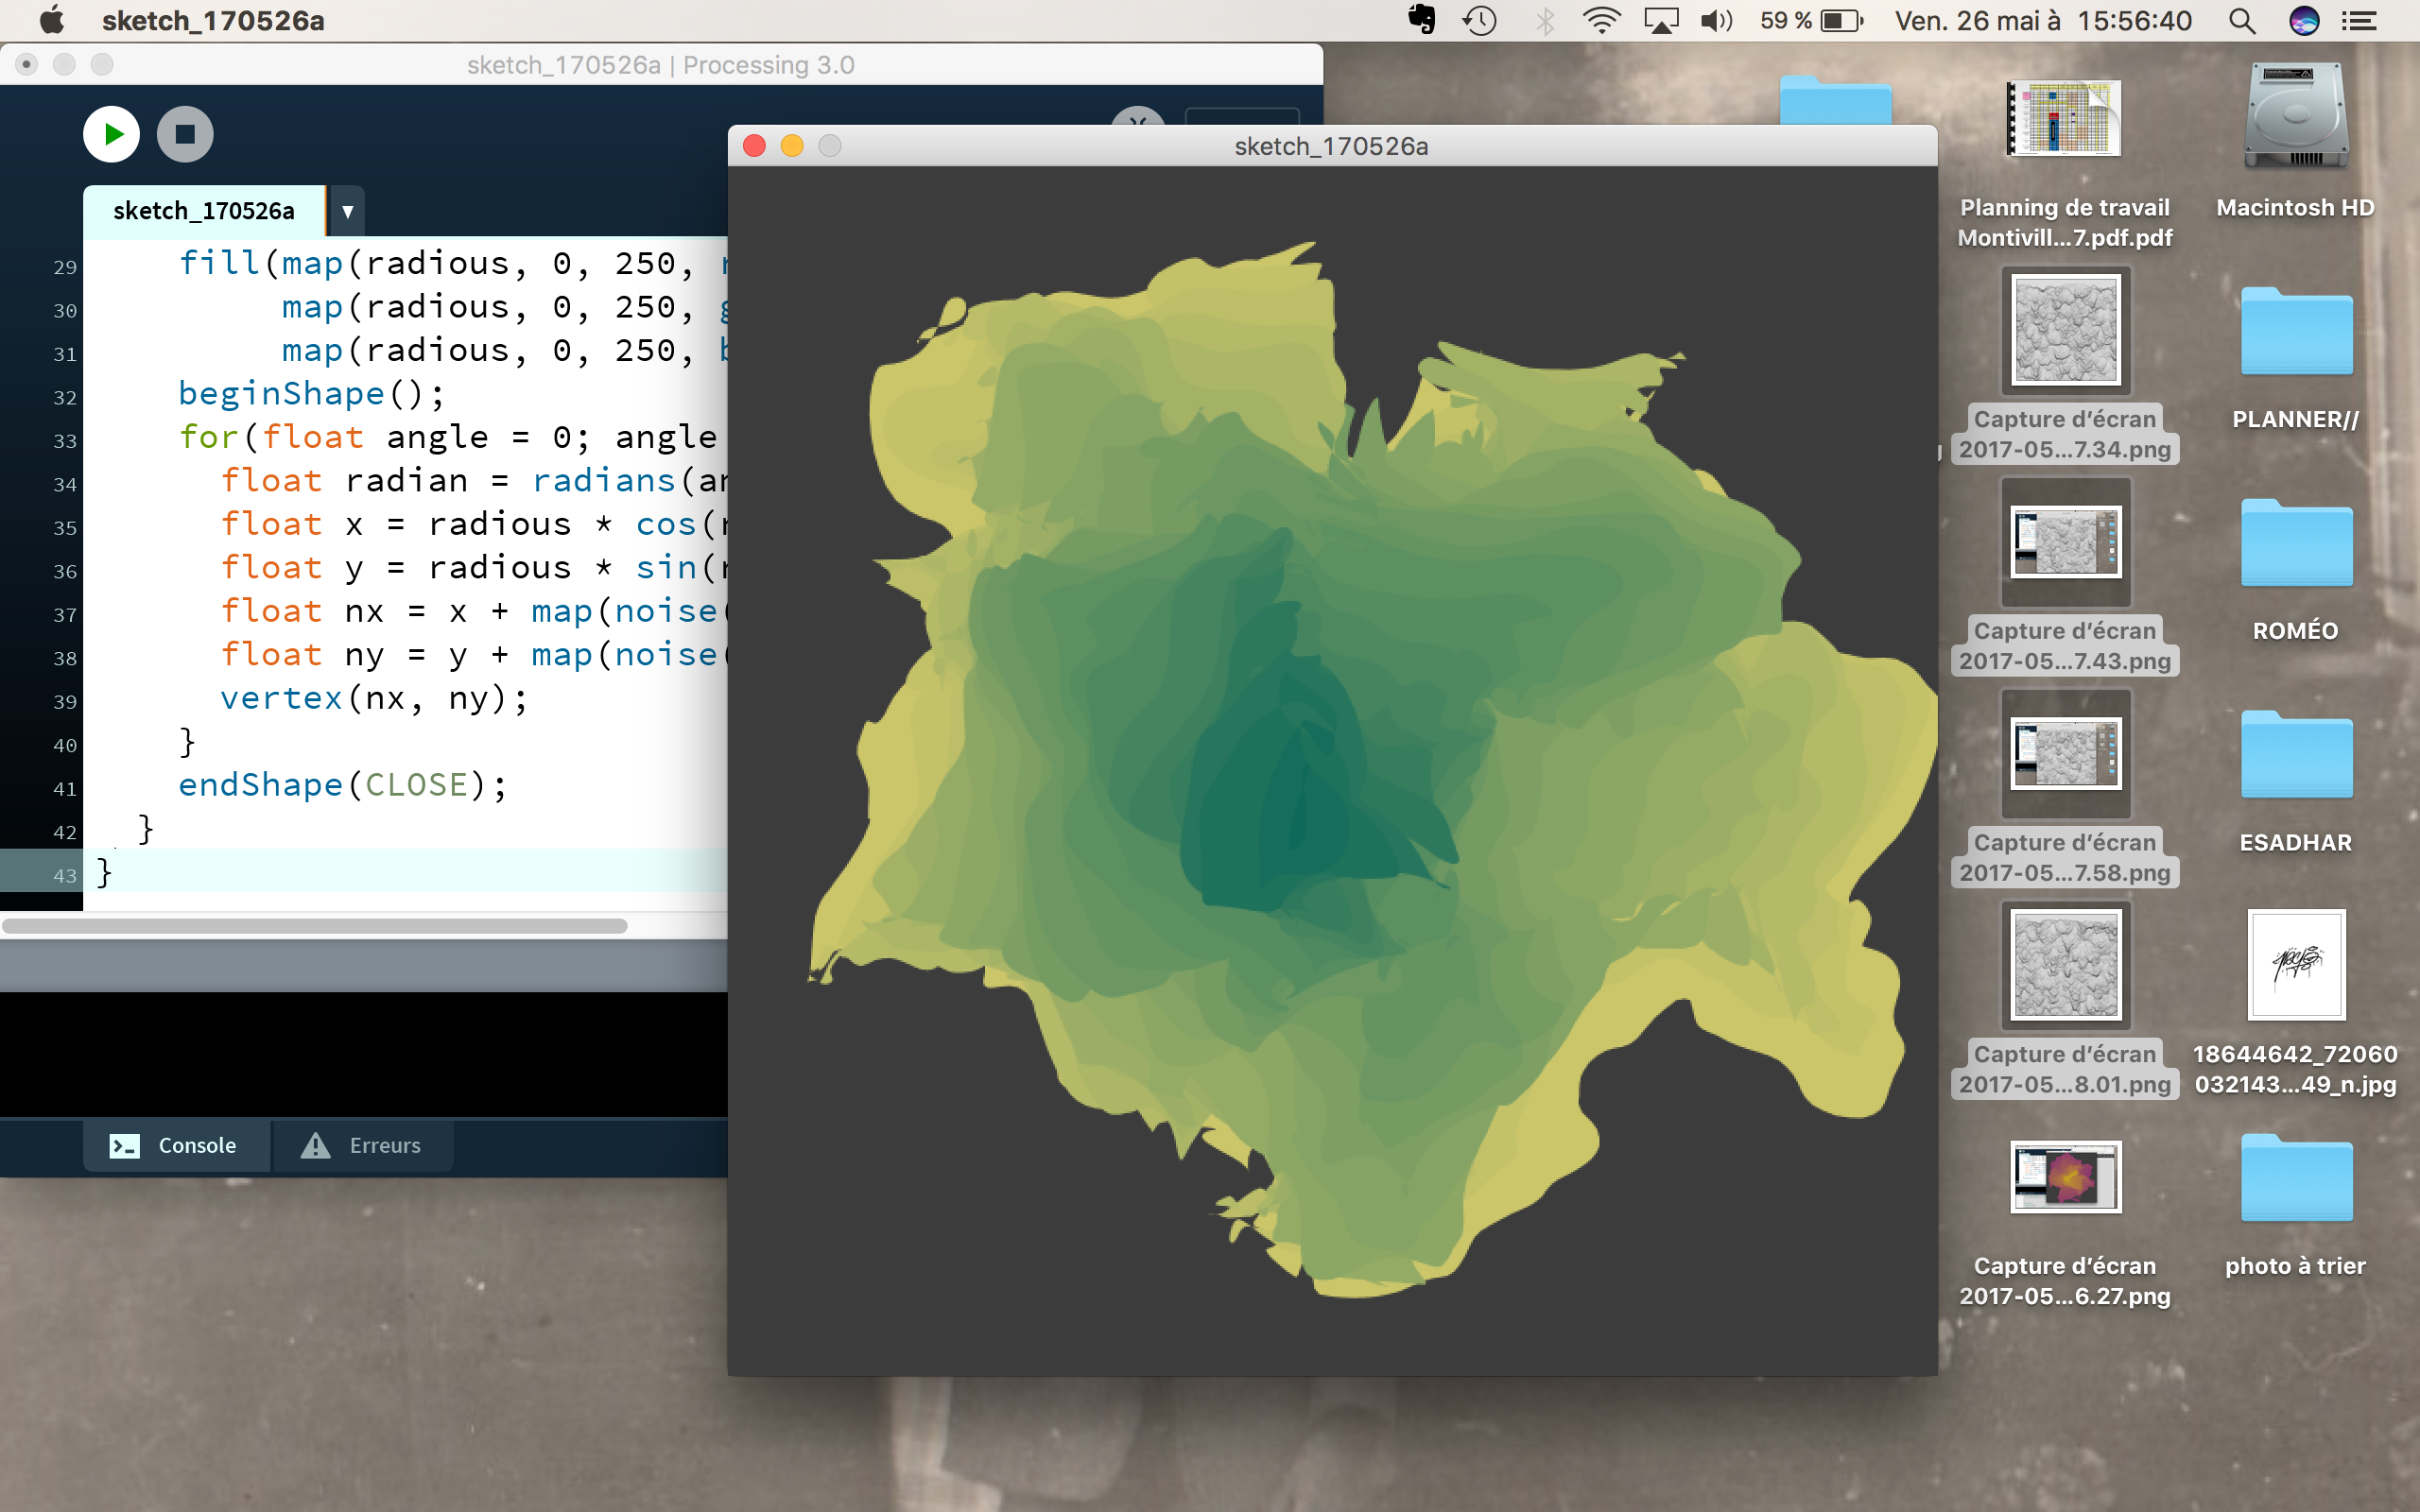 sketch_170526a
59 %
Ven. 26 mai à 15:56:40
sketch_170526a | Processing 3.0
sketch_170526a
29 fill(map(radious, 0, 250,
30 map(radious, 0, 250,
31 map(radious, 0, 250,
32 beginShape();
33 for(float angle = 0; angle
34 float radian = radians(
35 float x = radious * cos(
36 float y = radious * sin(
37 float nx = x + map(noise
38 float ny = y + map(noise
39 vertex(nx, ny);
40 }
41 endShape(CLOSE);
42 }
43 }
Console
Erreurs
sketch_170526a
Planning de travail
Montivill...7.pdf.pdf
Capture d’écran
2017-05...7.34.png
Capture d’écran
2017-05...7.43.png
Capture d’écran
2017-05...7.58.png
Capture d’écran
2017-05...8.01.png
Capture d’écran
2017-05...6.27.png
Macintosh HD
PLANNER//
ROMÉO
ESADHAR
18644642_72060
032143...49_n.jpg
photo à trier